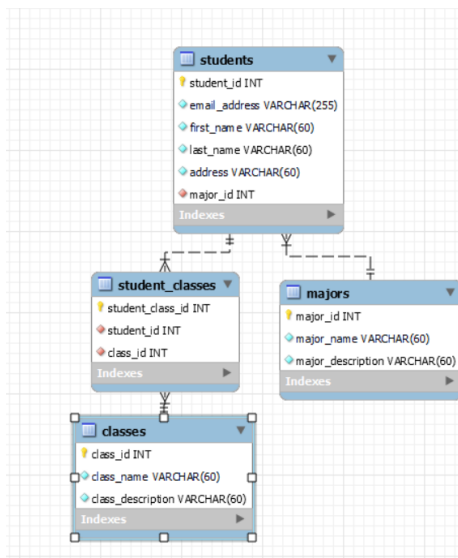 students
student_id INT
email_address VARCHAR(255)
first_name VARCHAR(60)
last_name VARCHAR(60)
address VARCHAR(60)
major_id INT
Indexes
student_classes
student_class_id INT
student_id INT
class_id INT
Indexes
majors
major_id INT
major_name VARCHAR(60)
major_description VARCHAR(60)
Indexes
classes
class_id INT
class_name VARCHAR(60)
class_description VARCHAR(60)
Indexes